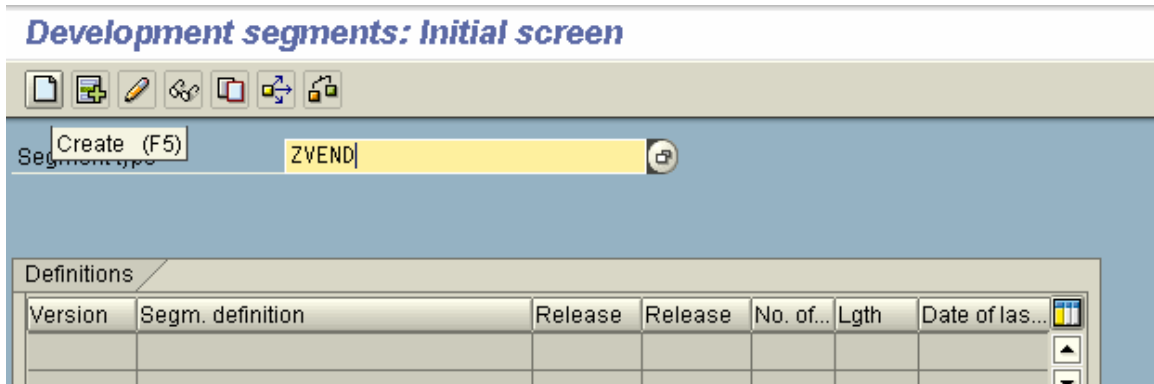 Development segments: Initial screen
Create (F5)
ZVEND
Definitions
Version Segm. definition Release Release No. of... Lgth Date of las...